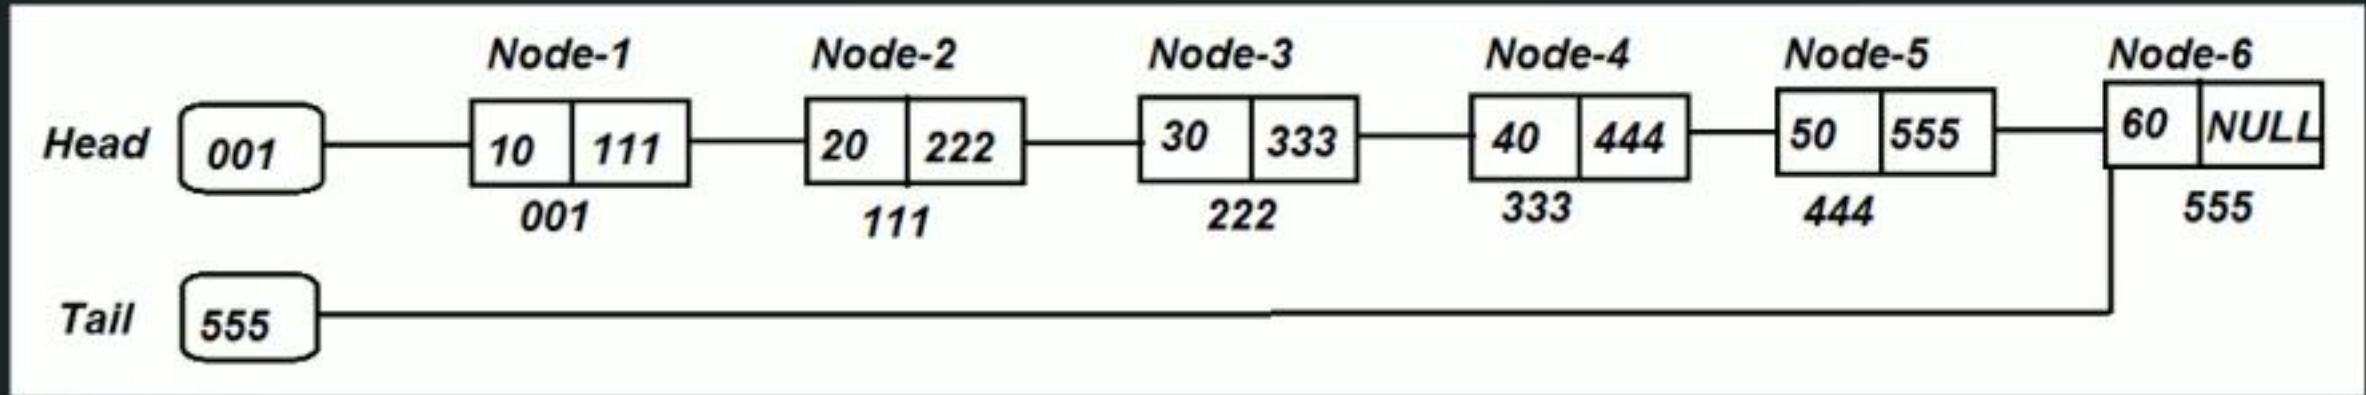 Node-1 Node-2 Node-3 Node-4 Node-5 Node-6
Head 001 10 111 20 222 30 333 40 444 50 555 60 NULL
001 111 222 333 444 555
Tail 555